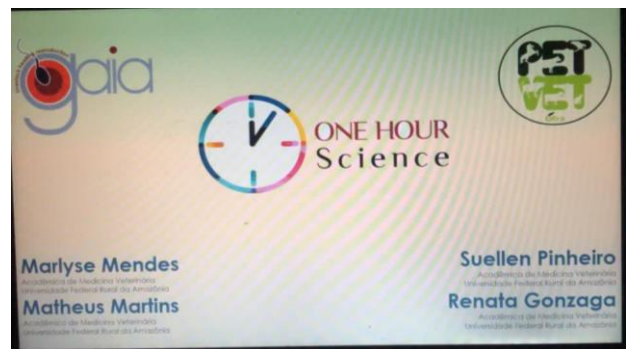 gaia
PET
VET
Ufra
ONE HOUR
Science
Marlyse Mendes
Acadêmica de Medicina Veterinária
Universidade Federal Rural da Amazônia
Matheus Martins
Acadêmico de Medicina Veterinária
Universidade Federal Rural da Amazônia
Suellen Pinheiro
Acadêmica de Medicina Veterinária
Universidade Federal Rural da Amazônia
Renata Gonzaga
Acadêmica de Medicina Veterinária
Universidade Federal Rural da Amazônia